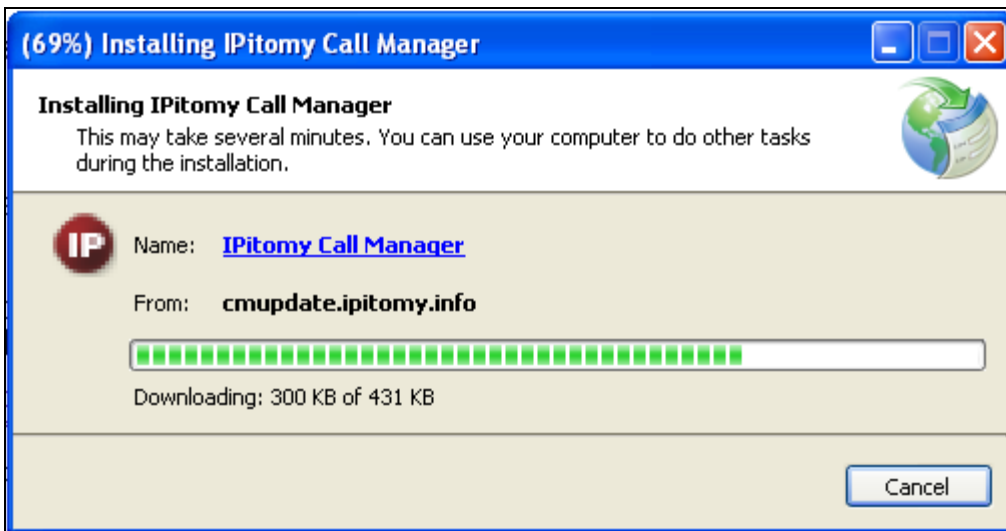 (69%) Installing IPitomy Call Manager
Installing IPitomy Call Manager
This may take several minutes. You can use your computer to do other tasks
during the installation.
IP
Name: IPitomy Call Manager
From: cmupdate.ipitomy.info
Downloading: 300 KB of 431 KB
Cancel